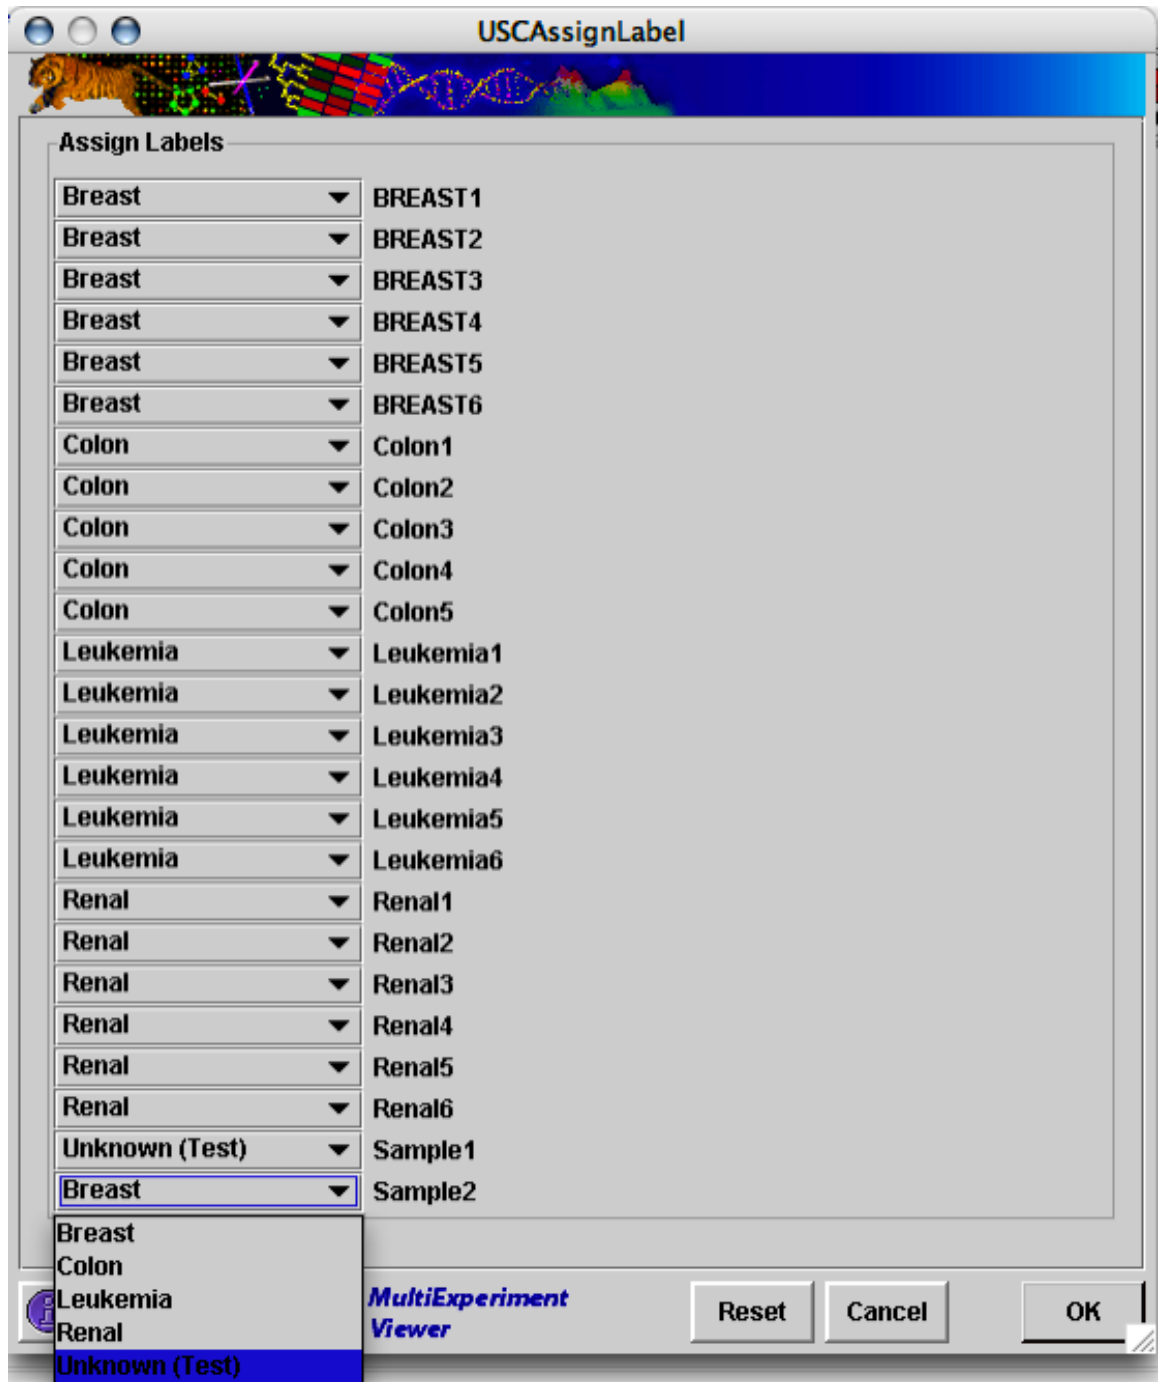 USCAssignLabel
Assign Labels
Breast BREAST1
Breast BREAST2
Breast BREAST3
Breast BREAST4
Breast BREAST5
Breast BREAST6
Colon Colon1
Colon Colon2
Colon Colon3
Colon Colon4
Colon Colon5
Leukemia Leukemia1
Leukemia Leukemia2
Leukemia Leukemia3
Leukemia Leukemia4
Leukemia Leukemia5
Leukemia Leukemia6
Renal Renal1
Renal Renal2
Renal Renal3
Renal Renal4
Renal Renal5
Renal Renal6
Unknown (Test) Sample1
Breast Sample2
Breast
Colon
Leukemia
Renal
Unknown (Test)
MultiExperiment
Viewer
Reset Cancel OK